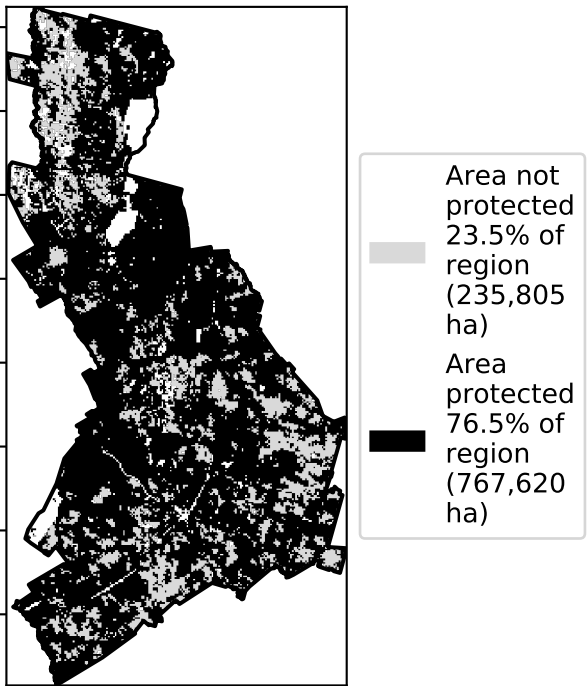 Area not
protected
23.5% of
region
(235,805
ha)
Area
protected
76.5% of
region
(767,620
ha)